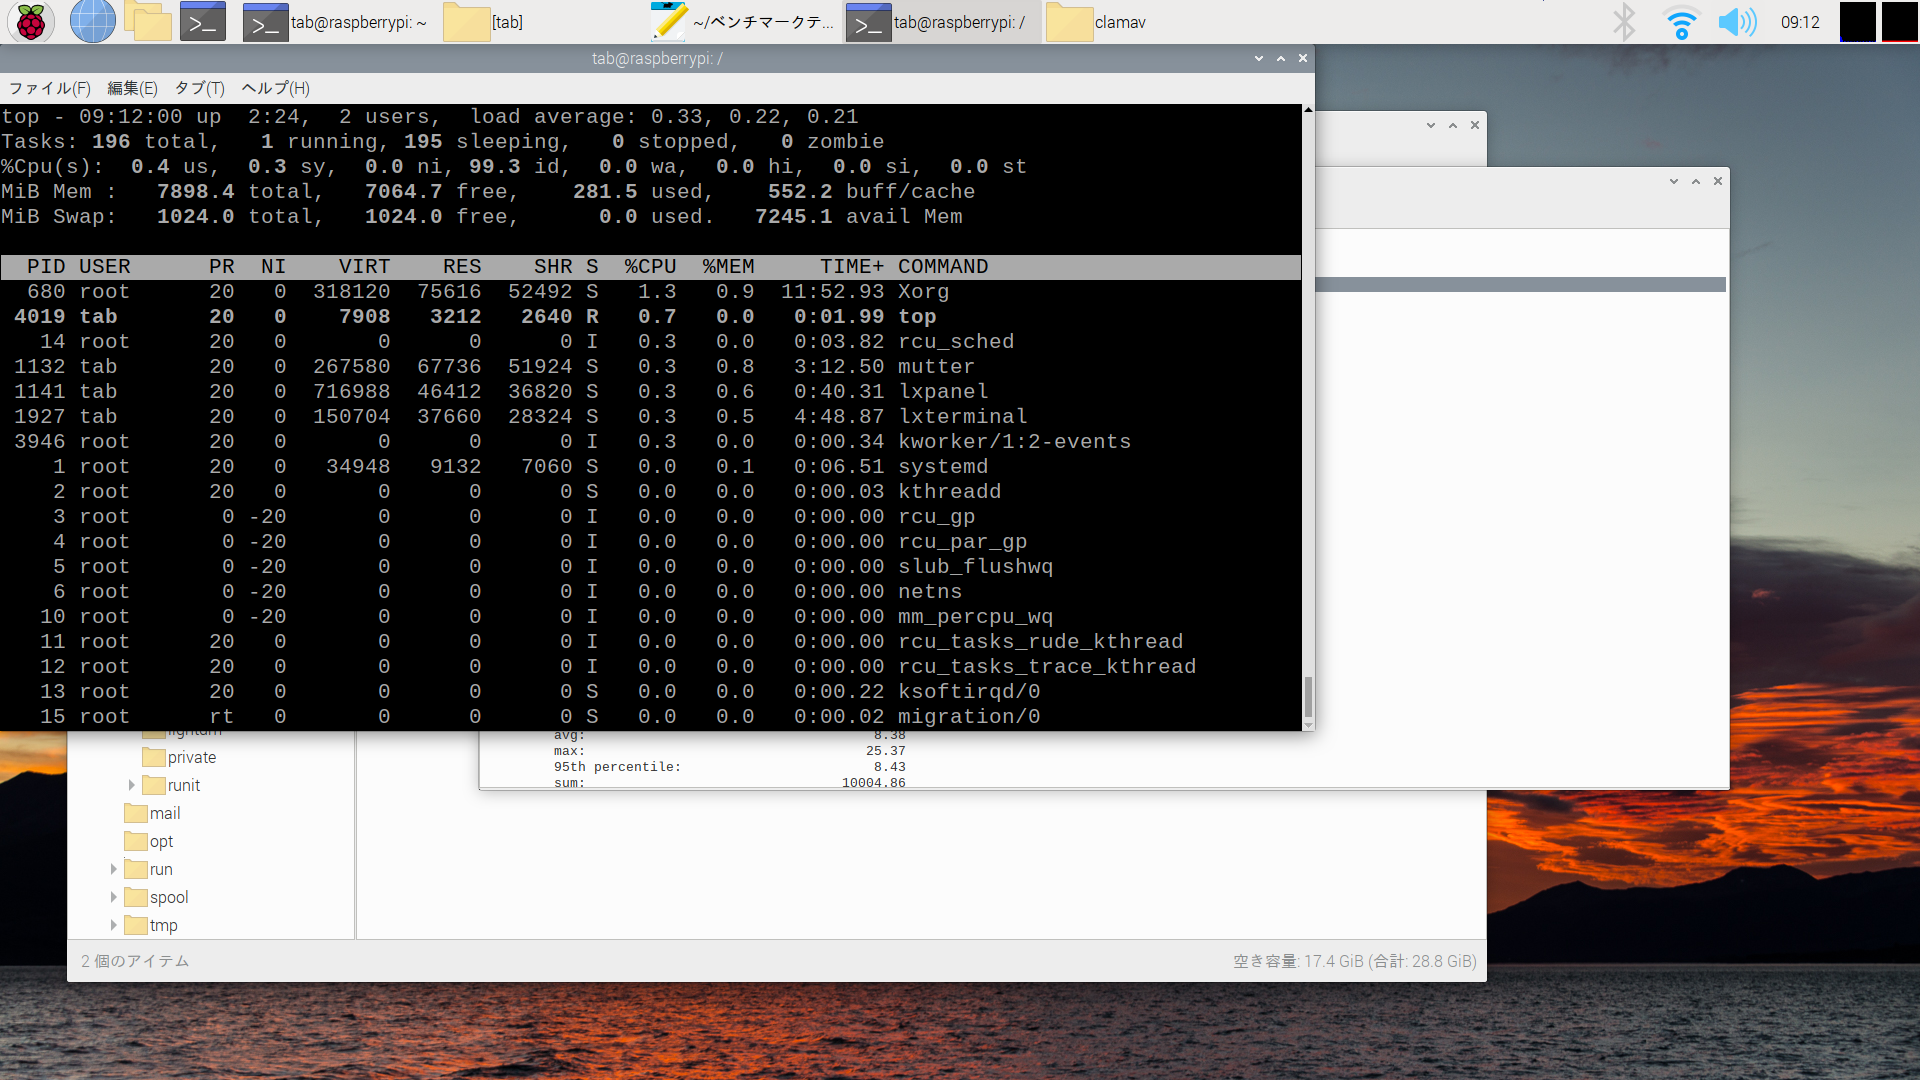 tab@raspberrypi: ~
[tab]
~/ベンチマークテ...
tab@raspberrypi: /
clamav
09:12
tab@raspberrypi: /
ファイル(F) 編集(E) タブ(T) ヘルプ(H)
top - 09:12:00 up  2:24,  2 users,  load average: 0.33, 0.22, 0.21
Tasks: 196 total,   1 running, 195 sleeping,   0 stopped,   0 zombie
%Cpu(s):  0.4 us,  0.3 sy,  0.0 ni, 99.3 id,  0.0 wa,  0.0 hi,  0.0 si,  0.0 st
MiB Mem :   7898.4 total,   7064.7 free,    281.5 used,    552.2 buff/cache
MiB Swap:   1024.0 total,   1024.0 free,      0.0 used.   7245.1 avail Mem
PID USER      PR  NI    VIRT    RES    SHR S  %CPU  %MEM     TIME+ COMMAND
680 root      20   0  318120  75616  52492 S   1.3   0.9  11:52.93 Xorg
4019 tab       20   0    7908   3212   2640 R   0.7   0.0   0:01.99 top
14 root      20   0       0      0      0 I   0.3   0.0   0:03.82 rcu_sched
1132 tab       20   0  267580  67736  51924 S   0.3   0.8   3:12.50 mutter
1141 tab       20   0  716988  46412  36820 S   0.3   0.6   0:40.31 lxpanel
1927 tab       20   0  150704  37660  28324 S   0.3   0.5   4:48.87 lxterminal
3946 root      20   0       0      0      0 I   0.3   0.0   0:00.34 kworker/1:2-events
1 root      20   0   34948   9132   7060 S   0.0   0.1   0:06.51 systemd
2 root      20   0       0      0      0 S   0.0   0.0   0:00.03 kthreadd
3 root       0 -20       0      0      0 I   0.0   0.0   0:00.00 rcu_gp
4 root       0 -20       0      0      0 I   0.0   0.0   0:00.00 rcu_par_gp
5 root       0 -20       0      0      0 I   0.0   0.0   0:00.00 slub_flushwq
6 root       0 -20       0      0      0 I   0.0   0.0   0:00.00 netns
10 root       0 -20       0      0      0 I   0.0   0.0   0:00.00 mm_percpu_wq
11 root      20   0       0      0      0 I   0.0   0.0   0:00.00 rcu_tasks_rude_kthread
12 root      20   0       0      0      0 I   0.0   0.0   0:00.00 rcu_tasks_trace_kthread
13 root      20   0       0      0      0 S   0.0   0.0   0:00.22 ksoftirqd/0
15 root      rt   0       0      0      0 S   0.0   0.0   0:00.02 migration/0
avg: 8.38
max: 25.37
95th percentile: 8.43
sum: 10004.86
private
runit
mail
opt
run
spool
tmp
2 個のアイテム
空き容量: 17.4 GiB (合計: 28.8 GiB)